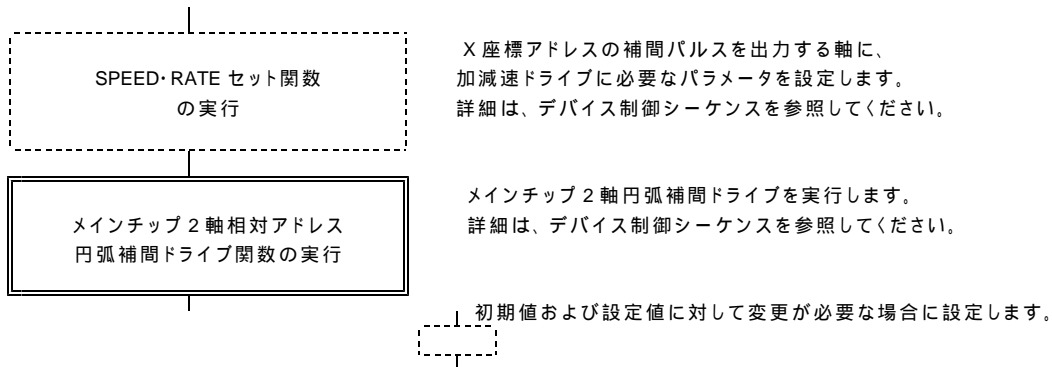 SPEED・RATE セット関数
の実行
X座標アドレスの補間パルスを出力する軸に、
加減速ドライブに必要なパラメータを設定します。
詳細は、デバイス制御シーケンスを参照してください。
メインチップ2軸相対アドレス
円弧補間ドライブ関数の実行
メインチップ2軸円弧補間ドライブを実行します。
詳細は、デバイス制御シーケンスを参照してください。
初期値および設定値に対して変更が必要な場合に設定します。